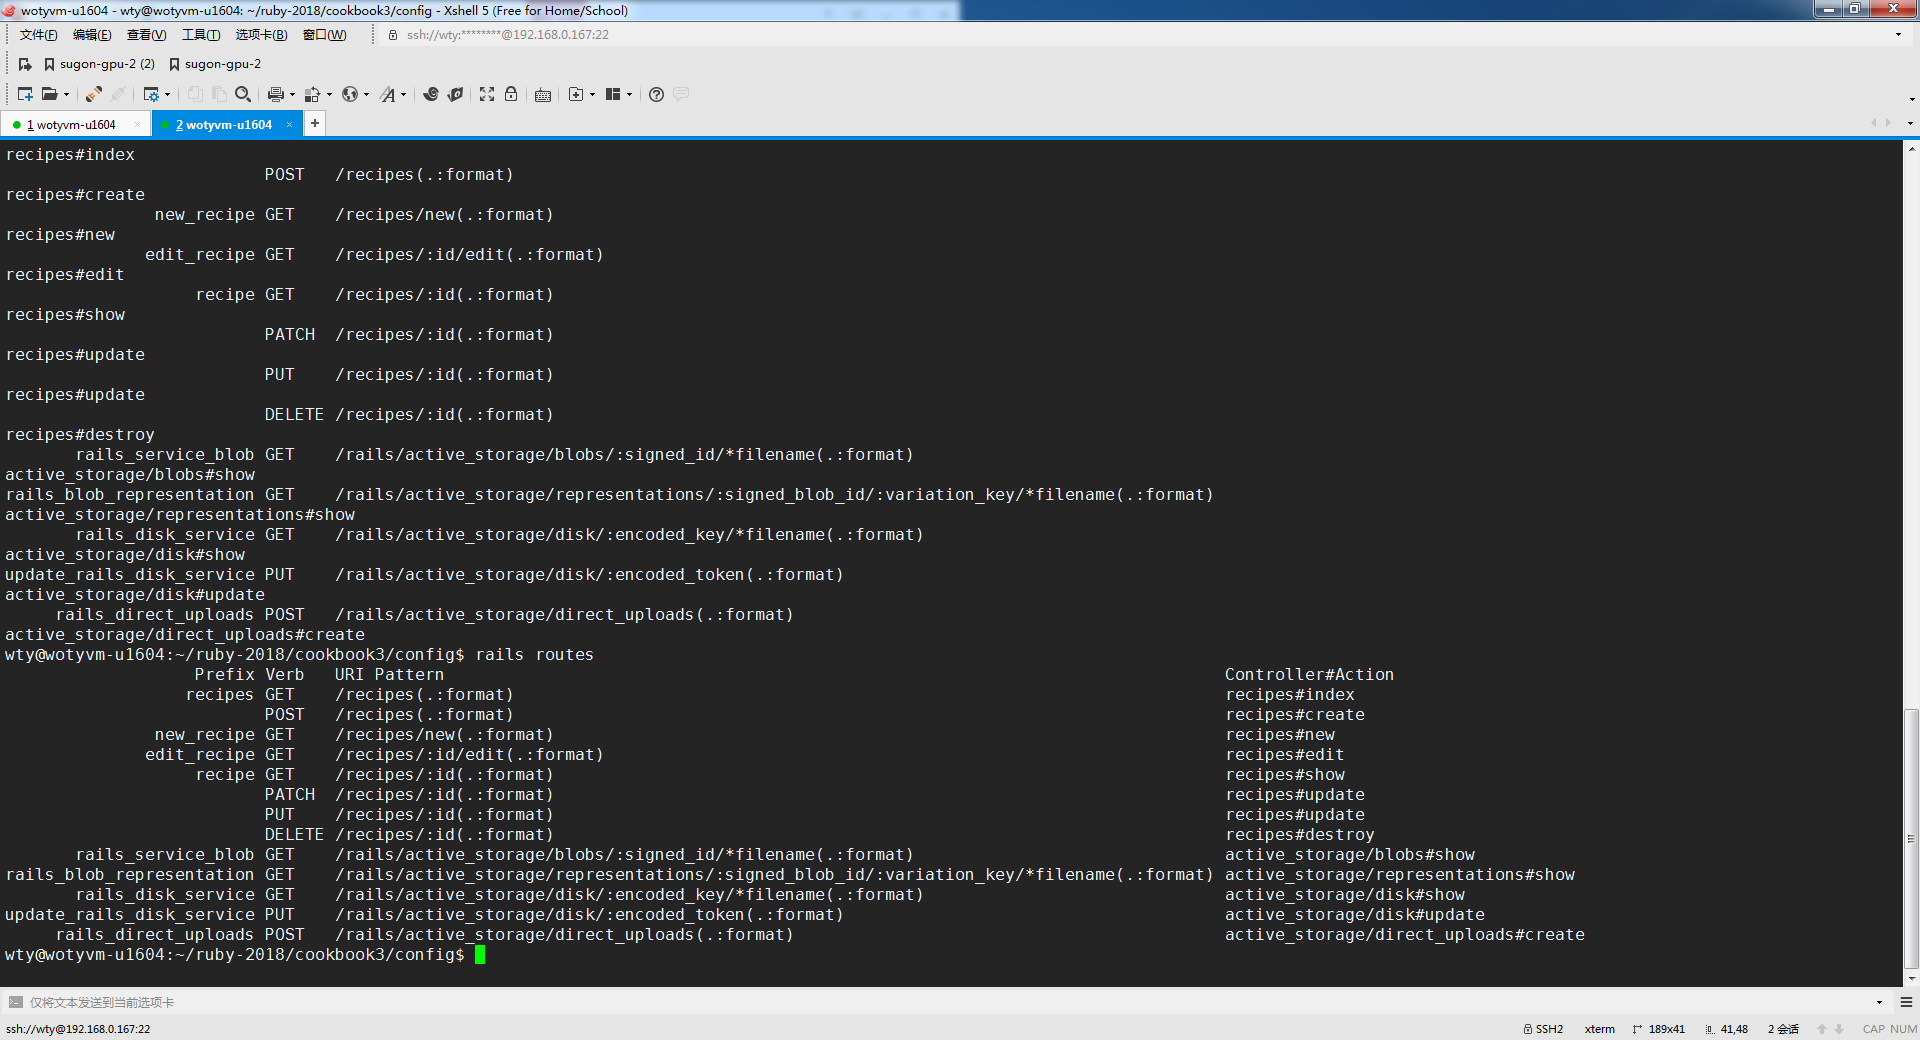 wotyvm-u1604 - wty@wotyvm-u1604: ~/ruby-2018/cookbook3/config - Xshell 5 (Free for Home/School)
文件(F) 编辑(E) 查看(V) 工具(T) 选项卡(B) 窗口(W) ssh://wty:********@192.168.0.167:22
sugon-gpu-2 (2) sugon-gpu-2
1 wotyvm-u1604 × 2 wotyvm-u1604 × +
recipes#index
POST /recipes(.:format)
recipes#create
new_recipe GET /recipes/new(.:format)
recipes#new
edit_recipe GET /recipes/:id/edit(.:format)
recipes#edit
recipe GET /recipes/:id(.:format)
recipes#show
PATCH /recipes/:id(.:format)
recipes#update
PUT /recipes/:id(.:format)
recipes#update
DELETE /recipes/:id(.:format)
recipes#destroy
rails_service_blob GET /rails/active_storage/blobs/:signed_id/*filename(.:format)
active_storage/blobs#show
rails_blob_representation GET /rails/active_storage/representations/:signed_blob_id/:variation_key/*filename(.:format)
active_storage/representations#show
rails_disk_service GET /rails/active_storage/disk/:encoded_key/*filename(.:format)
active_storage/disk#show
update_rails_disk_service PUT /rails/active_storage/disk/:encoded_token(.:format)
active_storage/disk#update
rails_direct_uploads POST /rails/active_storage/direct_uploads(.:format)
active_storage/direct_uploads#create
wty@wotyvm-u1604:~/ruby-2018/cookbook3/config$ rails routes
Prefix Verb URI Pattern Controller#Action
recipes GET /recipes(.:format) recipes#index
POST /recipes(.:format) recipes#create
new_recipe GET /recipes/new(.:format) recipes#new
edit_recipe GET /recipes/:id/edit(.:format) recipes#edit
recipe GET /recipes/:id(.:format) recipes#show
PATCH /recipes/:id(.:format) recipes#update
PUT /recipes/:id(.:format) recipes#update
DELETE /recipes/:id(.:format) recipes#destroy
rails_service_blob GET /rails/active_storage/blobs/:signed_id/*filename(.:format) active_storage/blobs#show
rails_blob_representation GET /rails/active_storage/representations/:signed_blob_id/:variation_key/*filename(.:format) active_storage/representations#show
rails_disk_service GET /rails/active_storage/disk/:encoded_key/*filename(.:format) active_storage/disk#show
update_rails_disk_service PUT /rails/active_storage/disk/:encoded_token(.:format) active_storage/disk#update
rails_direct_uploads POST /rails/active_storage/direct_uploads(.:format) active_storage/direct_uploads#create
wty@wotyvm-u1604:~/ruby-2018/cookbook3/config$
仅将文本发送到当前选项卡
ssh://wty@192.168.0.167:22 SSH2 xterm 189x41 41,48 2 会话 CAP NUM